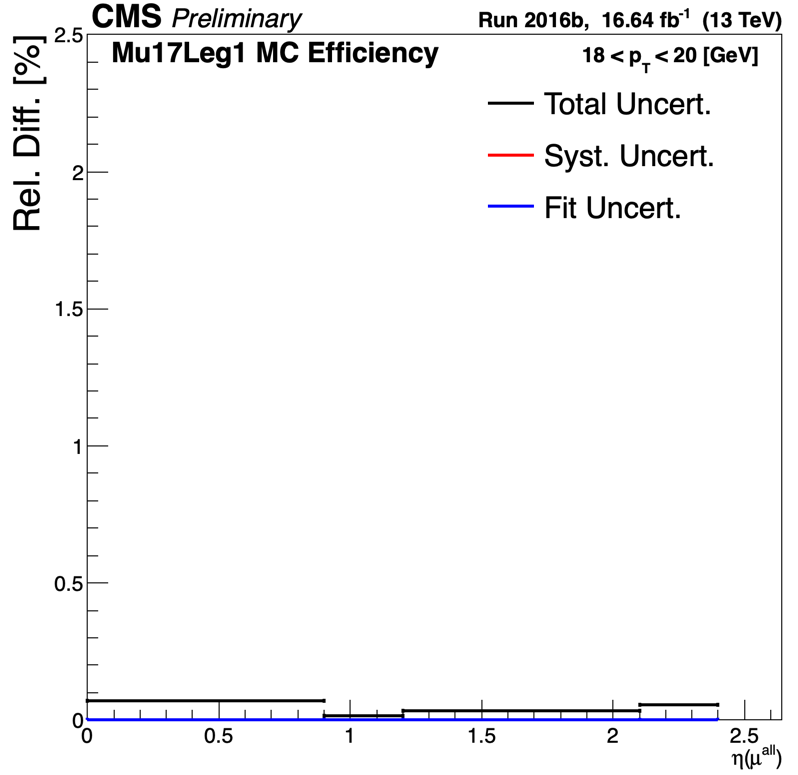 CMS Preliminary
Run 2016b, 16.64 fb⁻¹ (13 TeV)
Mu17Leg1 MC Efficiency
18 < p_T < 20 [GeV]
Total Uncert.
Syst. Uncert.
Fit Uncert.
Rel. Diff. [%]
2.5
2
1.5
1
0.5
0
0 0.5 1 1.5 2 2.5
η(μ^all)